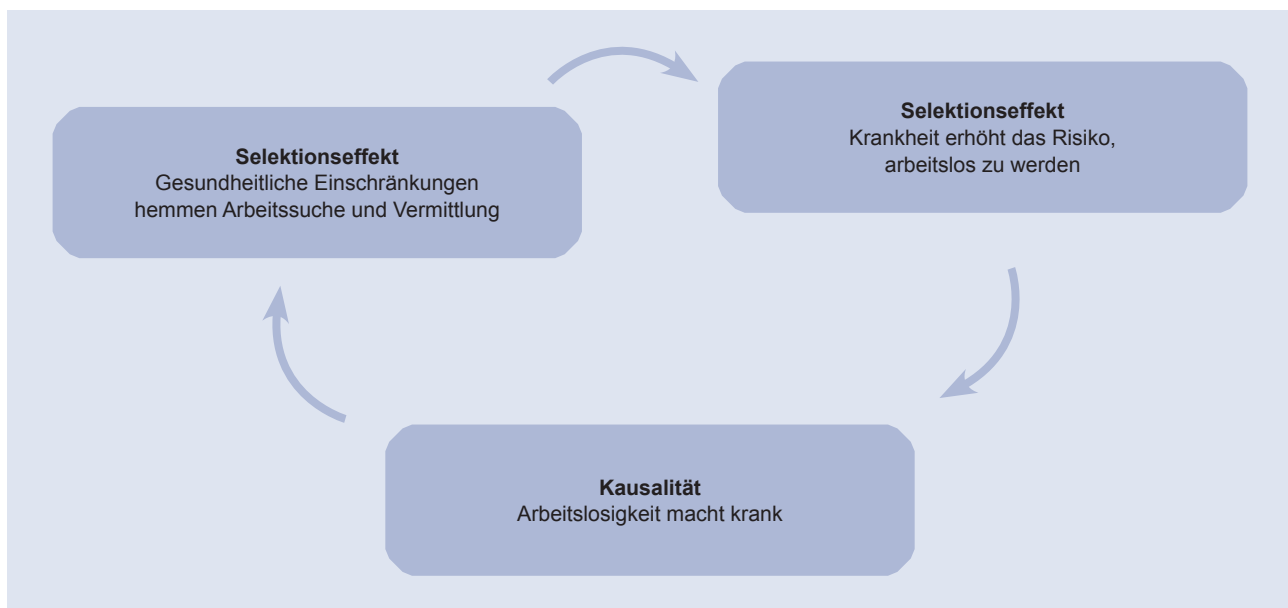 Selektionseffekt
Gesundheitliche Einschränkungen
hemmen Arbeitssuche und Vermittlung
Selektionseffekt
Krankheit erhöht das Risiko,
arbeitslos zu werden
Kausalität
Arbeitslosigkeit macht krank